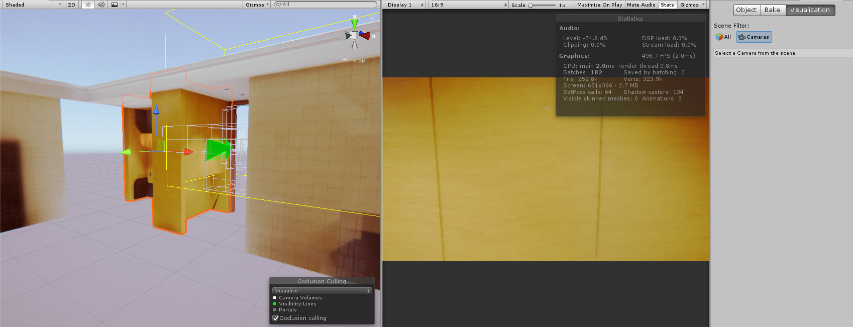 Shaded 2D Gizmos All
Persp
Occlusion Culling
Visualize
Camera Volumes
Visibility Lines
Portals
Occlusion culling
Display 1 16:9 Scale 1x Maximize On Play Mute Audio Stats Gizmos
Statistics
Audio:
Level: -74.8 dB DSP load: 0.3%
Clipping: 0.0% Stream load: 0.0%
Graphics: 496.7 FPS (2.0ms)
CPU: main 2.0ms render thread 0.8ms
Batches: 182 Saved by batching: 0
Tris: 252.8k Verts: 323.9k
Screen: 651x366 - 2.7 MB
SetPass calls: 64 Shadow casters: 134
Visible skinned meshes: 0 Animations: 0
Object Bake Visualization
Scene Filter:
All Cameras
Select a Camera from the scene